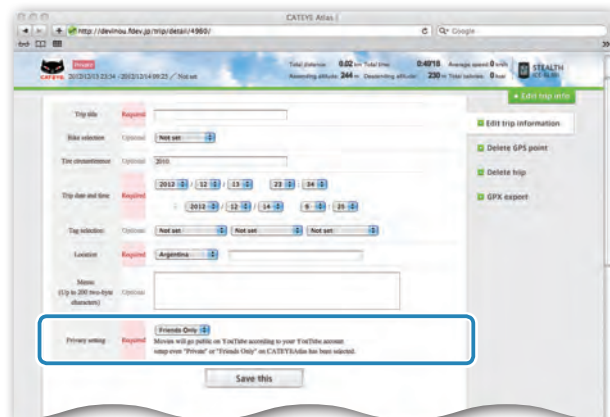 CATEYE Atlas |
http://devinou.fdev.jp/trip/detail/4980/
Google
Private
CATEYE
2012/12/13 23:34 - 2012/12/14 09:25 / Not set
Total distance 0.02 km Total time 0:49'18 Average speed 0 km/h
Ascending altitude 244 m Descending altitude 230 m Total calories 0 kcal
STEALTH
Edit trip info
Trip title Required
Bike selection Optional Not set
Tire circumference Optional 2010
Trip date and time Required 2012 / 12 / 13 23 : 34
- 2012 / 12 / 14 9 : 25
Tag selection Optional Not set Not set Not set
Location Required Argentina
Memo
(Up to 200 two-byte characters) Optional
Privacy setting Required Friends Only
Movies will go public on YouTube according to your YouTube account
setup even "Private" or "Friends Only" on CATEYEAtlas has been selected.
Save this
Edit trip information
Delete GPS point
Delete trip
GPX export